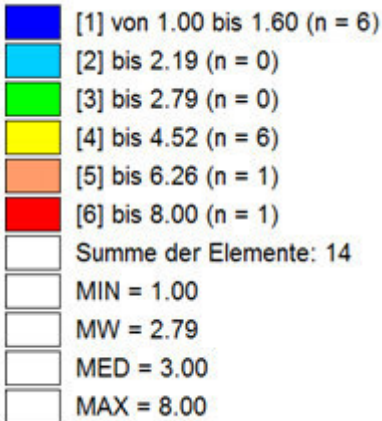 [1] von 1.00 bis 1.60 (n = 6)
[2] bis 2.19 (n = 0)
[3] bis 2.79 (n = 0)
[4] bis 4.52 (n = 6)
[5] bis 6.26 (n = 1)
[6] bis 8.00 (n = 1)
Summe der Elemente: 14
MIN = 1.00
MW = 2.79
MED = 3.00
MAX = 8.00